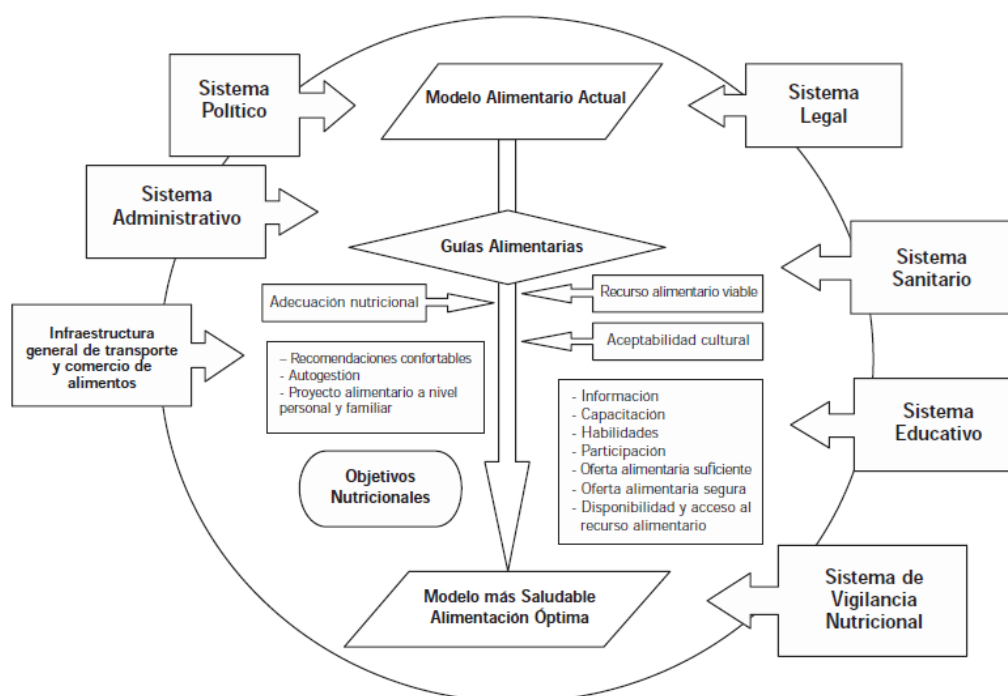 Sistema
Político
Modelo Alimentario Actual
Sistema
Legal
Sistema
Administrativo
Guías Alimentarias
Sistema
Sanitario
Adecuación nutricional
Recurso alimentario viable
Aceptabilidad cultural
Infraestructura
general de transporte
y comercio de
alimentos
– Recomendaciones confortables
- Autogestión
- Proyecto alimentario a nivel
personal y familiar
- Información
- Capacitación
- Habilidades
- Participación
- Oferta alimentaria suficiente
- Oferta alimentaria segura
- Disponibilidad y acceso al
recurso alimentario
Sistema
Educativo
Objetivos
Nutricionales
Modelo más Saludable
Alimentación Óptima
Sistema de
Vigilancia
Nutricional